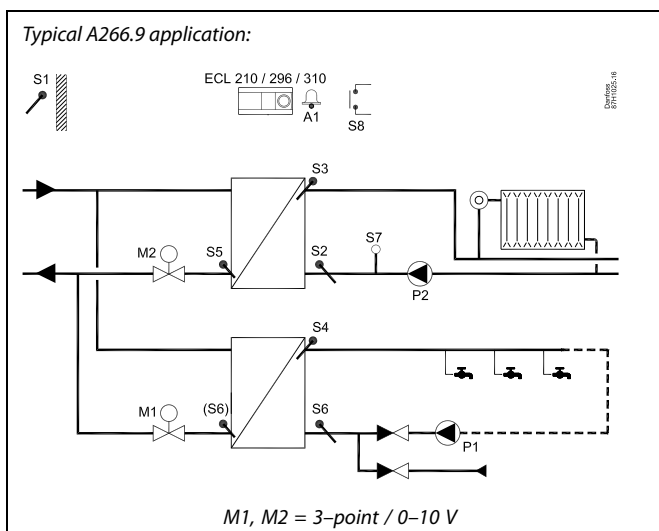 Typical A266.9 application:
S1
ECL 210 / 296 / 310
A1
S8
Danfoss
87H1025.16
S3
M2
S5
S2
S7
P2
S4
M1
(S6)
S6
P1
M1, M2 = 3–point / 0–10 V